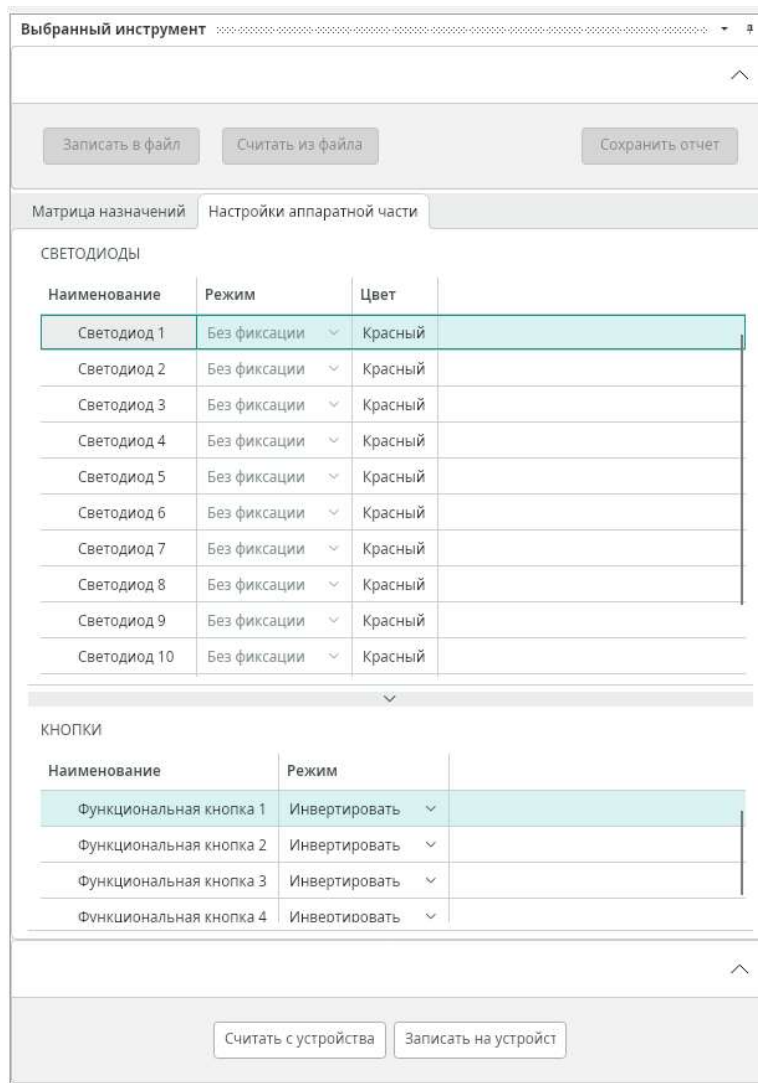 Выбранный инструмент
Записать в файл Считать из файла Сохранить отчет
Матрица назначений Настройки аппаратной части
СВЕТОДИОДЫ
Наименование Режим Цвет
Светодиод 1 Без фиксации Красный
Светодиод 2 Без фиксации Красный
Светодиод 3 Без фиксации Красный
Светодиод 4 Без фиксации Красный
Светодиод 5 Без фиксации Красный
Светодиод 6 Без фиксации Красный
Светодиод 7 Без фиксации Красный
Светодиод 8 Без фиксации Красный
Светодиод 9 Без фиксации Красный
Светодиод 10 Без фиксации Красный
КНОПКИ
Наименование Режим
Функциональная кнопка 1 Инвертировать
Функциональная кнопка 2 Инвертировать
Функциональная кнопка 3 Инвертировать
Функциональная кнопка 4 Инвертировать
Считать с устройства Записать на устройст